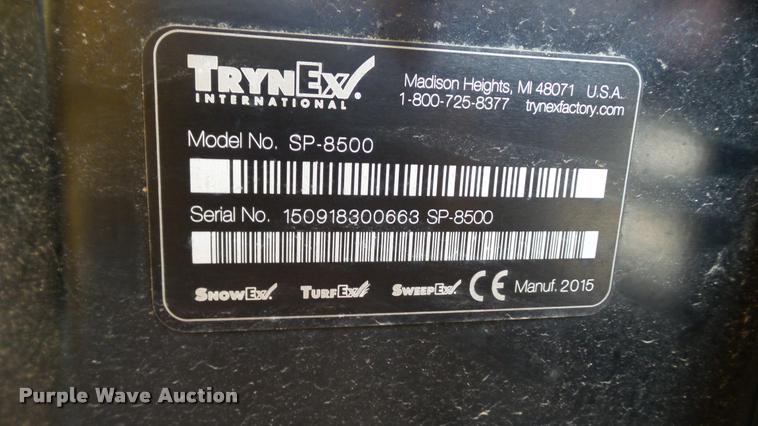 TRYNEX.
INTERNATIONAL
Madison Heights, MI 48071 U.S.A.
1-800-725-8377 trynexfactory.com
Model No. SP-8500
Serial No. 150918300663 SP-8500
SNOWEX. TURFEX SWEEPEX. CE Manuf. 2015
Purple Wave Auction